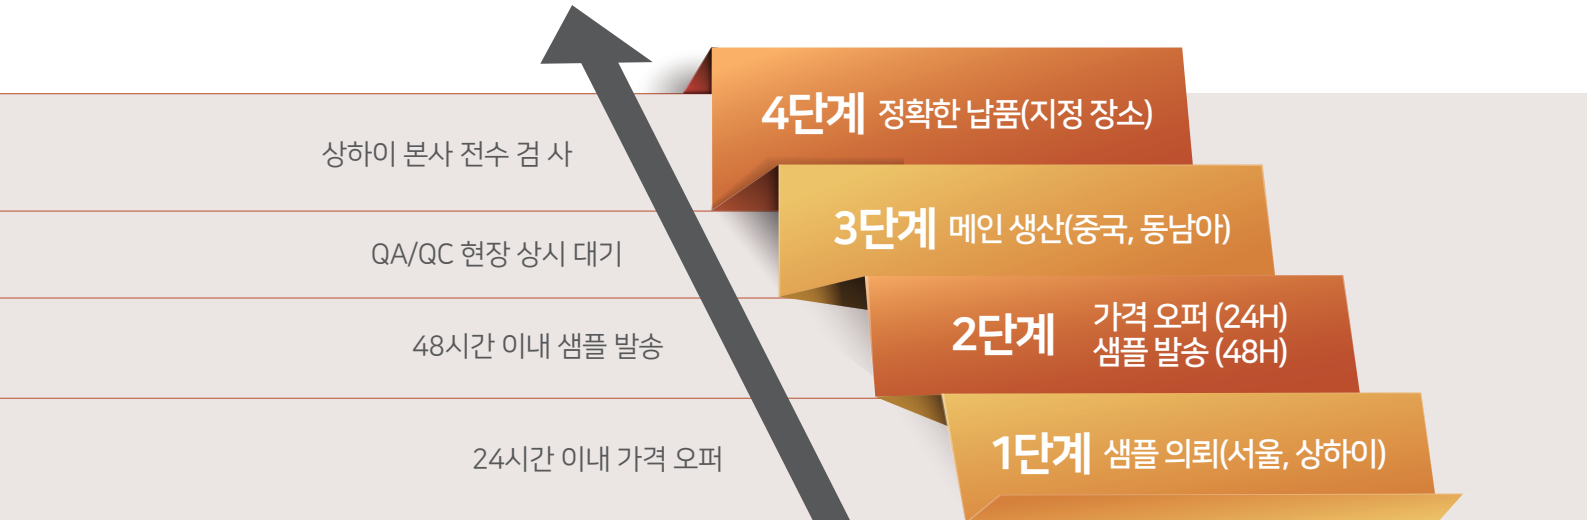 4단계 정확한 납품(지정 장소)
상하이 본사 전수 검 사
3단계 메인 생산(중국, 동남아)
QA/QC 현장 상시 대기
2단계 가격 오퍼 (24H)
샘플 발송 (48H)
48시간 이내 샘플 발송
1단계 샘플 의뢰(서울, 상하이)
24시간 이내 가격 오퍼